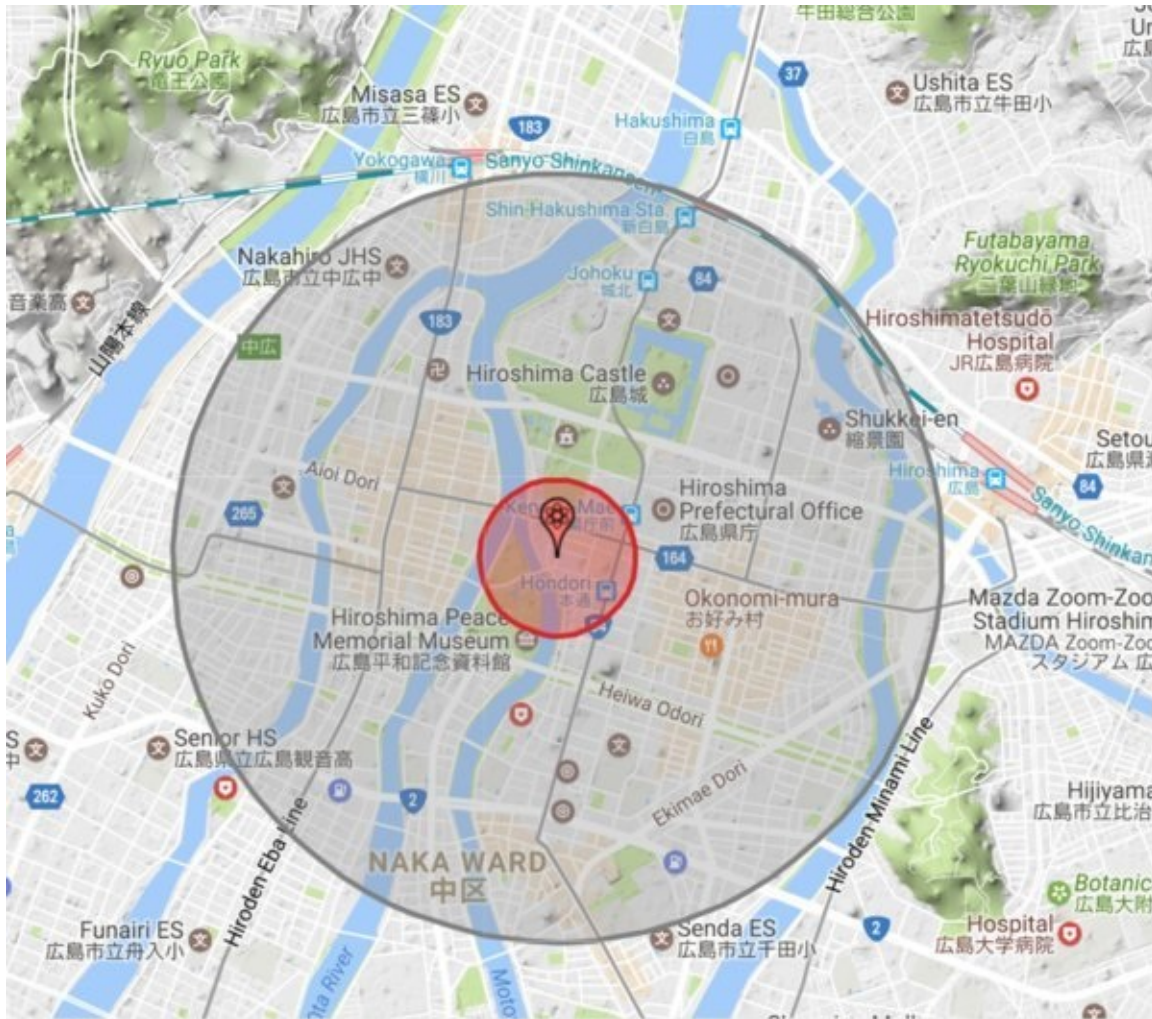 牛田総合公園
Ryuo Park
竜王公園
Misasa ES
広島市立三篠小
183
37
Ushita ES
広島市立牛田小
Hakushima
白島
Yokogawa
横川
Sanyo Shinkansen
Shin-Hakushima Sta.
新白島
Nakahiro JHS
広島市立中広中
Johoku
城北
84
Futabayama
Ryokuchi Park
二葉山緑地
音楽高
山陽本線
183
中広
Hiroshimatetsudō
Hospital
JR広島病院
Hiroshima Castle
広島城
Shukkei-en
縮景園
Aioi Dori
Hiroshima
広島
84
265
Hiroshima
Prefectural Office
広島県庁
Sanyo Shinkan
164
Hondori
本通
Hiroshima Peace
Memorial Museum
広島平和記念資料館
Okonomi-mura
お好み村
Mazda Zoom-Zoo
Stadium Hiroshim
MAZDA Zoom-Zoo
スタジアム 広
Kuko Dori
Heiwa Odori
Senior HS
広島県立広島観音高
中
262
2
Ekimae Dori
Hiroden Minami Line
Hijiyama
広島市立比治
Hiroden Eba Line
NAKA WARD
中区
Botanic
広島大附
Funairi ES
広島市立舟入小
Senda ES
広島市立千田小
2
Hospital
広島大学病院
ota River
Moto